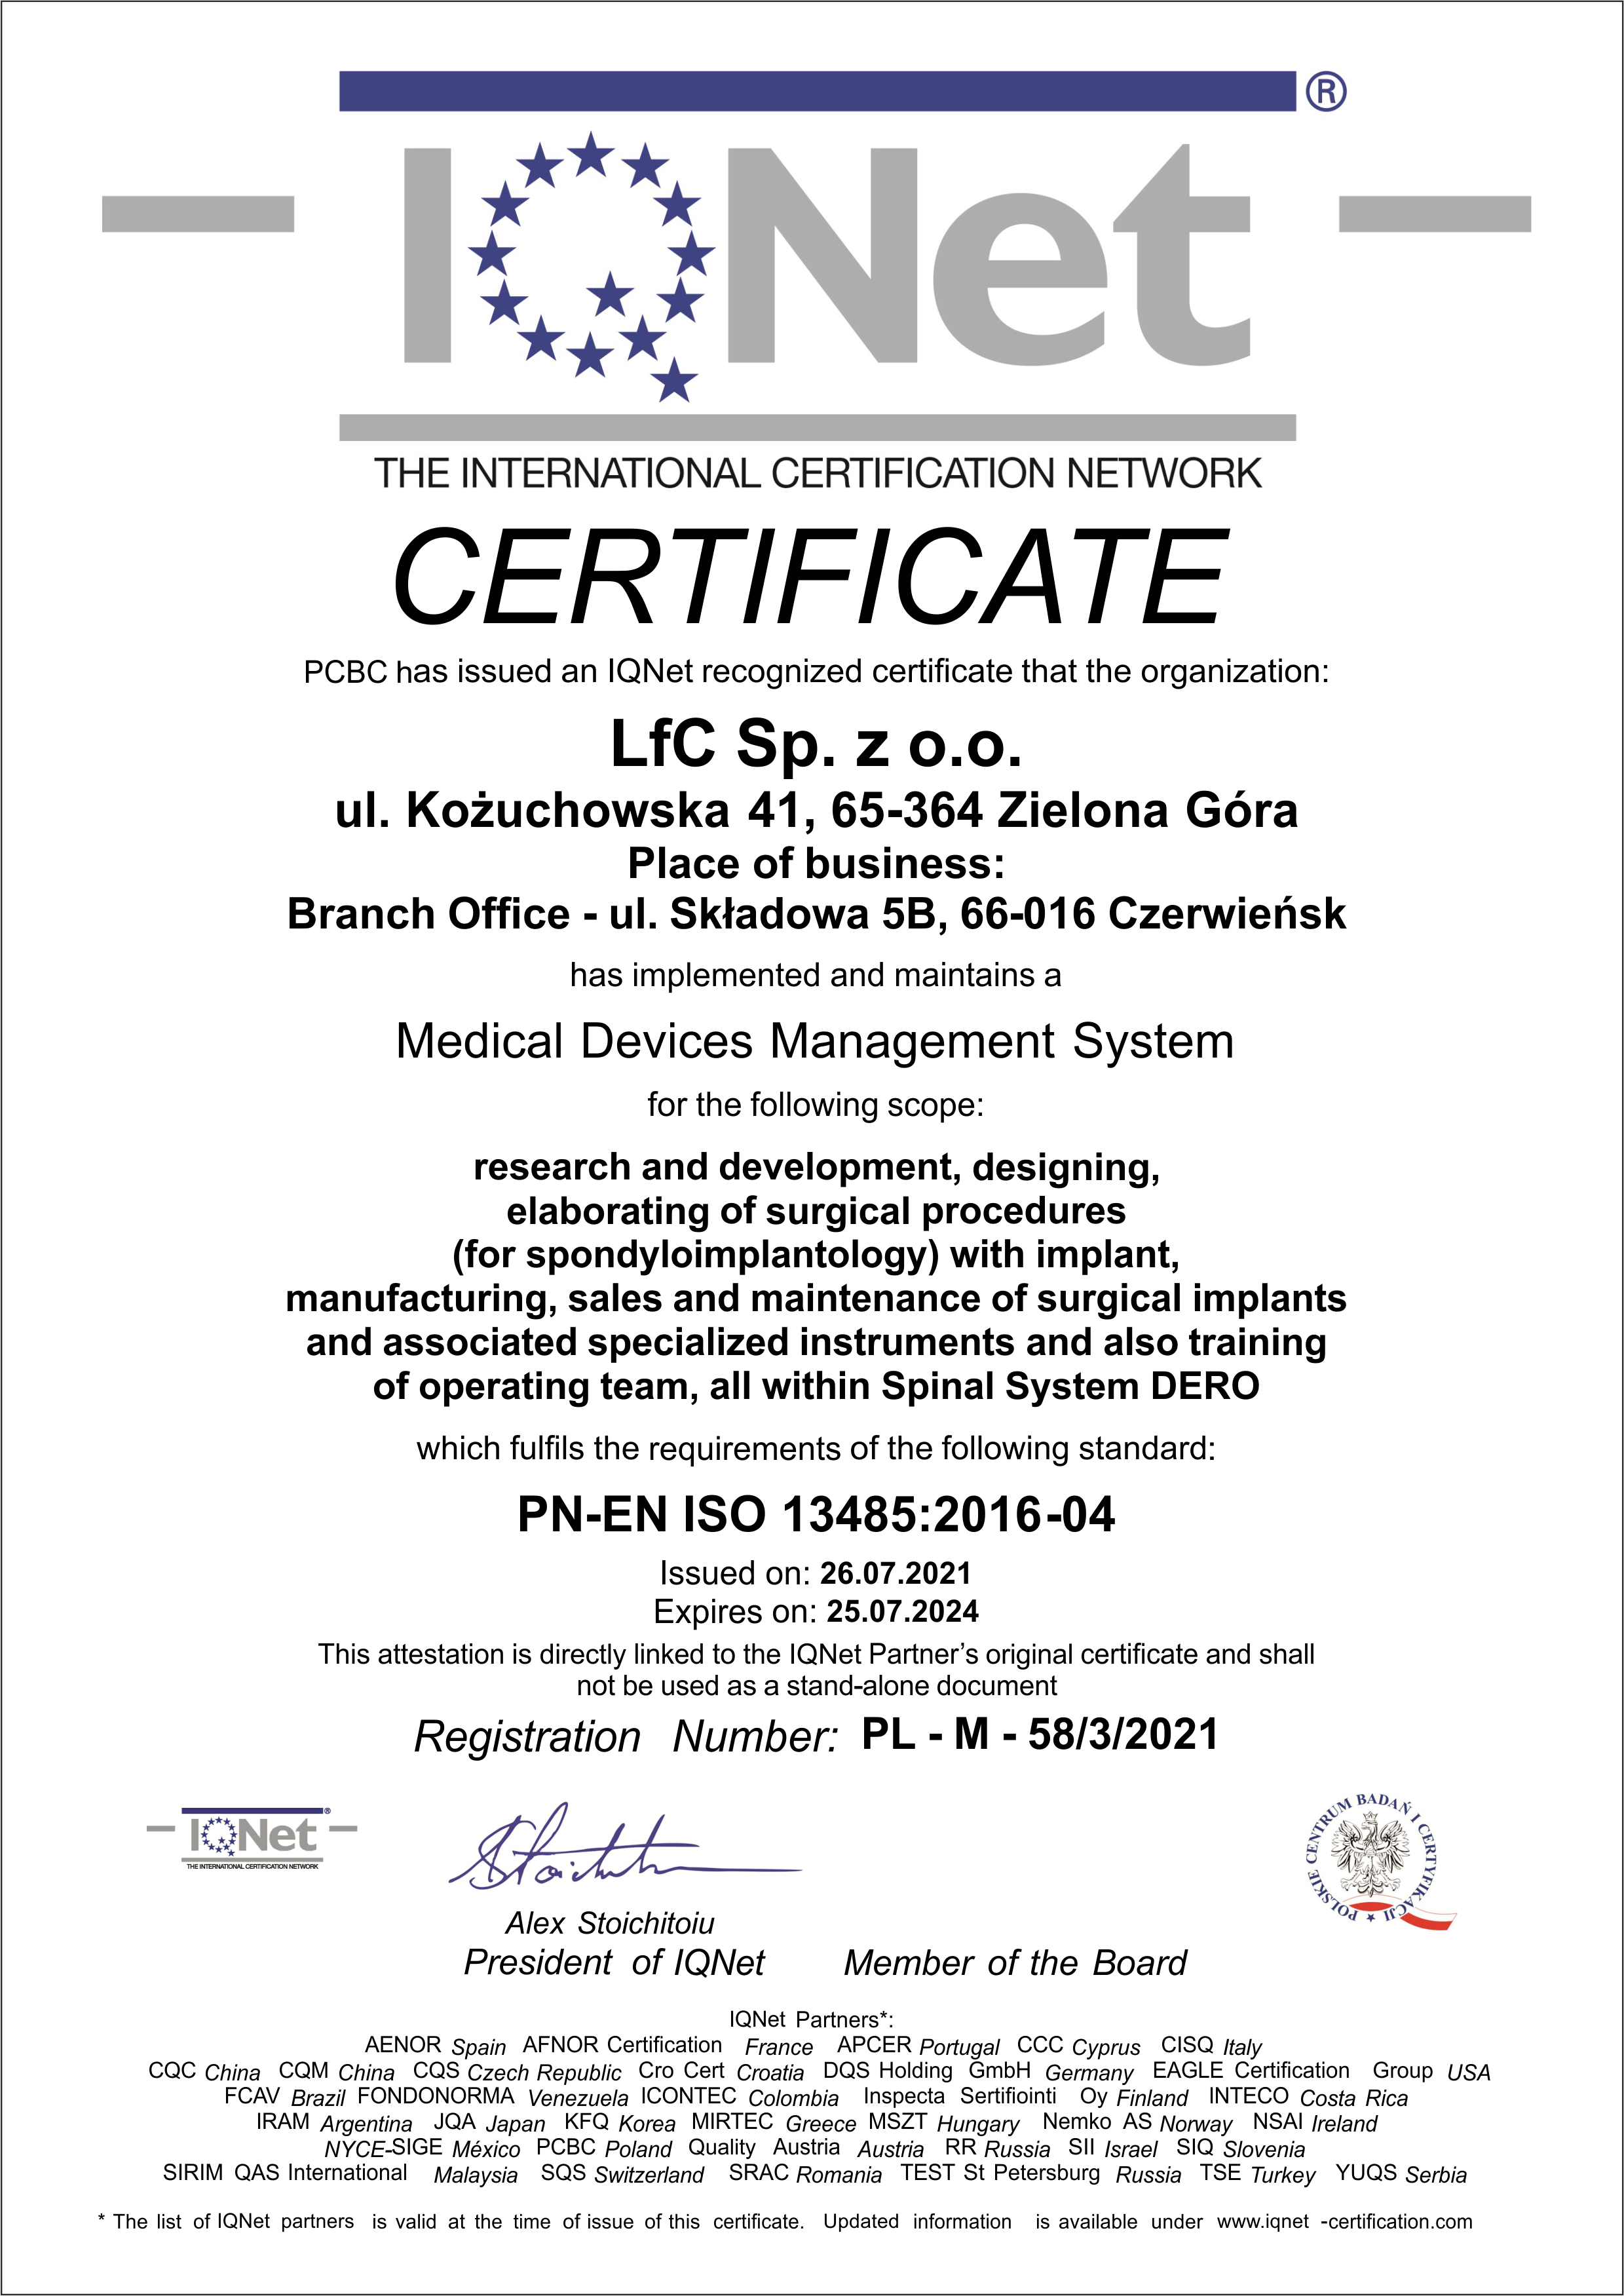 IQNet®
THE INTERNATIONAL CERTIFICATION NETWORK
CERTIFICATE
PCBC has issued an IQNet recognized certificate that the organization:
LfC Sp. z o.o.
ul. Kożuchowska 41, 65-364 Zielona Góra
Place of business:
Branch Office - ul. Składowa 5B, 66-016 Czerwieńsk
has implemented and maintains a
Medical Devices Management System
for the following scope:
research and development, designing,
elaborating of surgical procedures
(for spondyloimplantology) with implant,
manufacturing, sales and maintenance of surgical implants
and associated specialized instruments and also training
of operating team, all within Spinal System DERO
which fulfils the requirements of the following standard:
PN-EN ISO 13485:2016-04
Issued on: 26.07.2021
Expires on: 25.07.2024
This attestation is directly linked to the IQNet Partner’s original certificate and shall
not be used as a stand-alone document
Registration Number: PL - M - 58/3/2021
IQNet®
THE INTERNATIONAL CERTIFICATION NETWORK
Stoichitoiu
POLSKIE CENTRUM BADAŃ I CERTYFIKACJI
Alex Stoichitoiu
President of IQNet Member of the Board
IQNet Partners*:
AENOR Spain AFNOR Certification France APCER Portugal CCC Cyprus CISQ Italy
CQC China CQM China CQS Czech Republic Cro Cert Croatia DQS Holding GmbH Germany EAGLE Certification Group USA
FCAV Brazil FONDONORMA Venezuela ICONTEC Colombia Inspecta Sertifiointi Oy Finland INTECO Costa Rica
IRAM Argentina JQA Japan KFQ Korea MIRTEC Greece MSZT Hungary Nemko AS Norway NSAI Ireland
NYCE-SIGE México PCBC Poland Quality Austria Austria RR Russia SII Israel SIQ Slovenia
SIRIM QAS International Malaysia SQS Switzerland SRAC Romania TEST St Petersburg Russia TSE Turkey YUQS Serbia
* The list of IQNet partners is valid at the time of issue of this certificate. Updated information is available under www.iqnet -certification.com